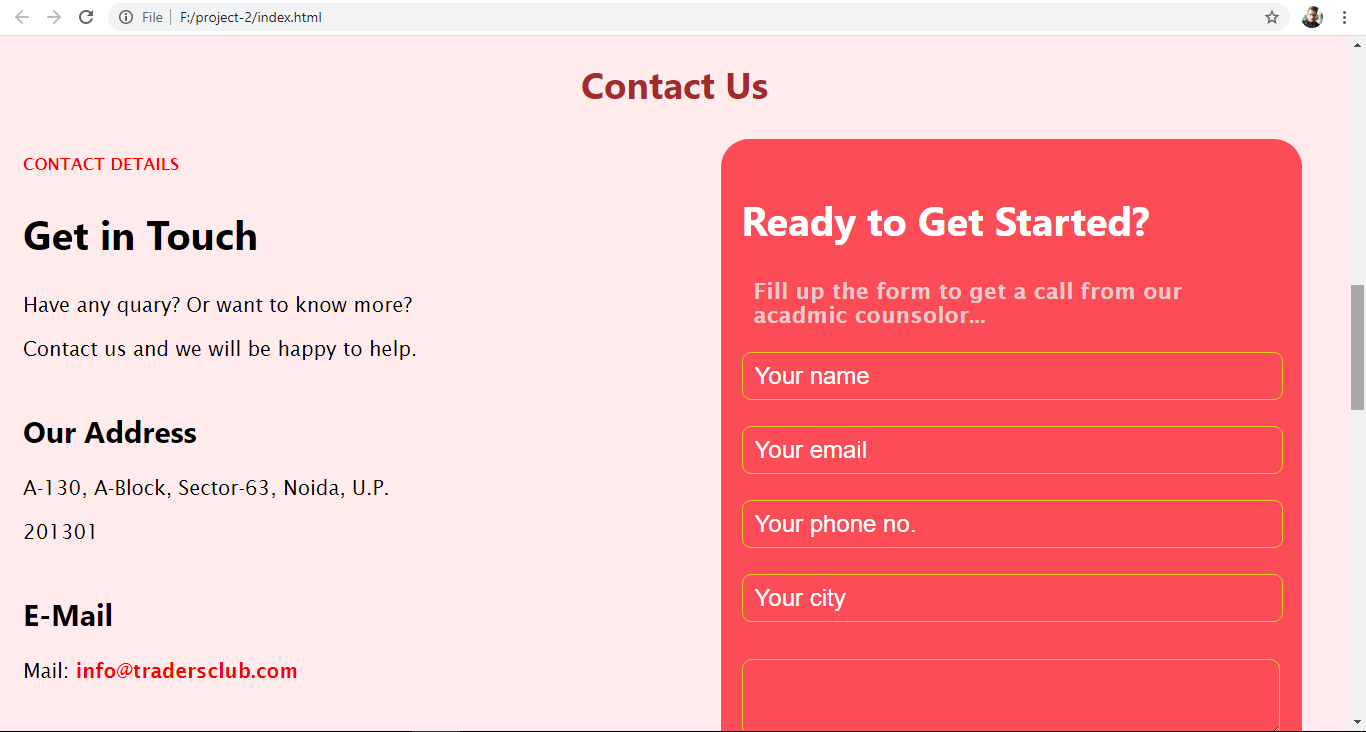 File | F:/project-2/index.html
Contact Us
CONTACT DETAILS
Get in Touch
Have any quary? Or want to know more?
Contact us and we will be happy to help.
Our Address
A-130, A-Block, Sector-63, Noida, U.P.
201301
E-Mail
Mail: info@tradersclub.com
Ready to Get Started?
Fill up the form to get a call from our
acadmic counsolor...
Your name
Your email
Your phone no.
Your city